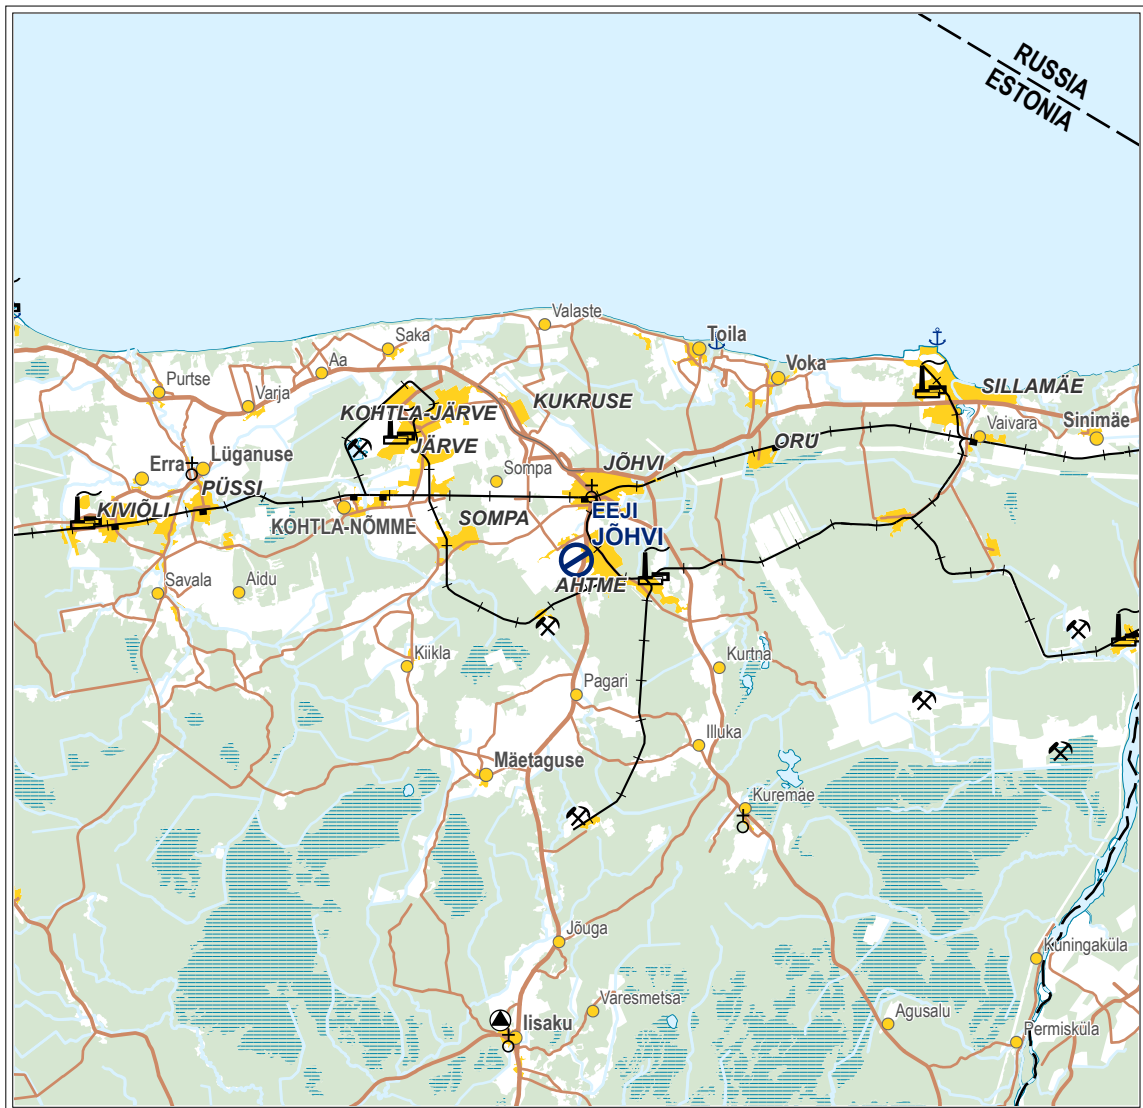 RUSSIA
ESTONIA
Valaste
Toila
Saka
Aa
Voka
Purtse
Varja
KOHTLA-JÄRVE
KUKRUSE
SILLAMÄE
JÄRVE
ORU
Vaivara
Sinimäe
Erra
Lüganuse
Sompa
JÕHVI
PÜSSI
KIVIÕLI
KOHTLA-NÕMME
SOMPA
EEJI
JÕHVI
AHTME
Savala
Aidu
Kiikla
Kurtna
Pagari
Illuka
Mäetaguse
Kuremäe
Jõuga
Kuningaküla
Väresmetsa
Agusalu
Iisaku
Permisküla